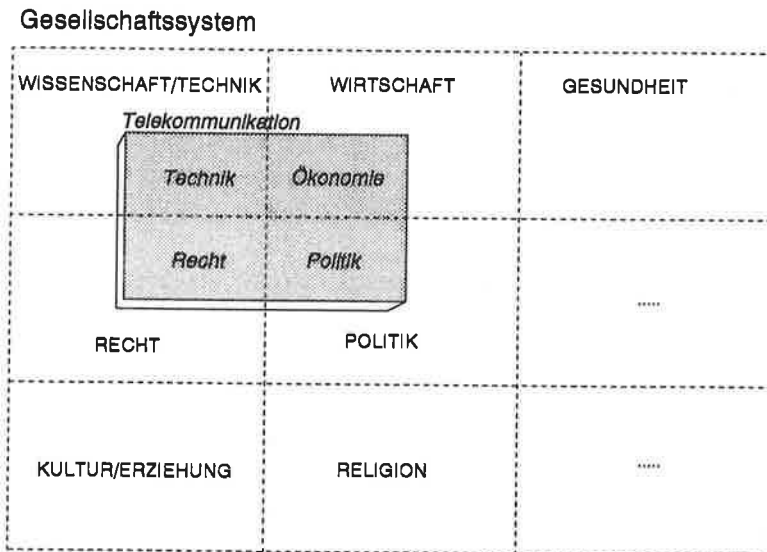 Gesellschaftssystem
WISSENSCHAFT/TECHNIK WIRTSCHAFT GESUNDHEIT
Telekommunikation
Technik Ökonomie
Recht Politik
.....
RECHT POLITIK
KULTUR/ERZIEHUNG RELIGION .....